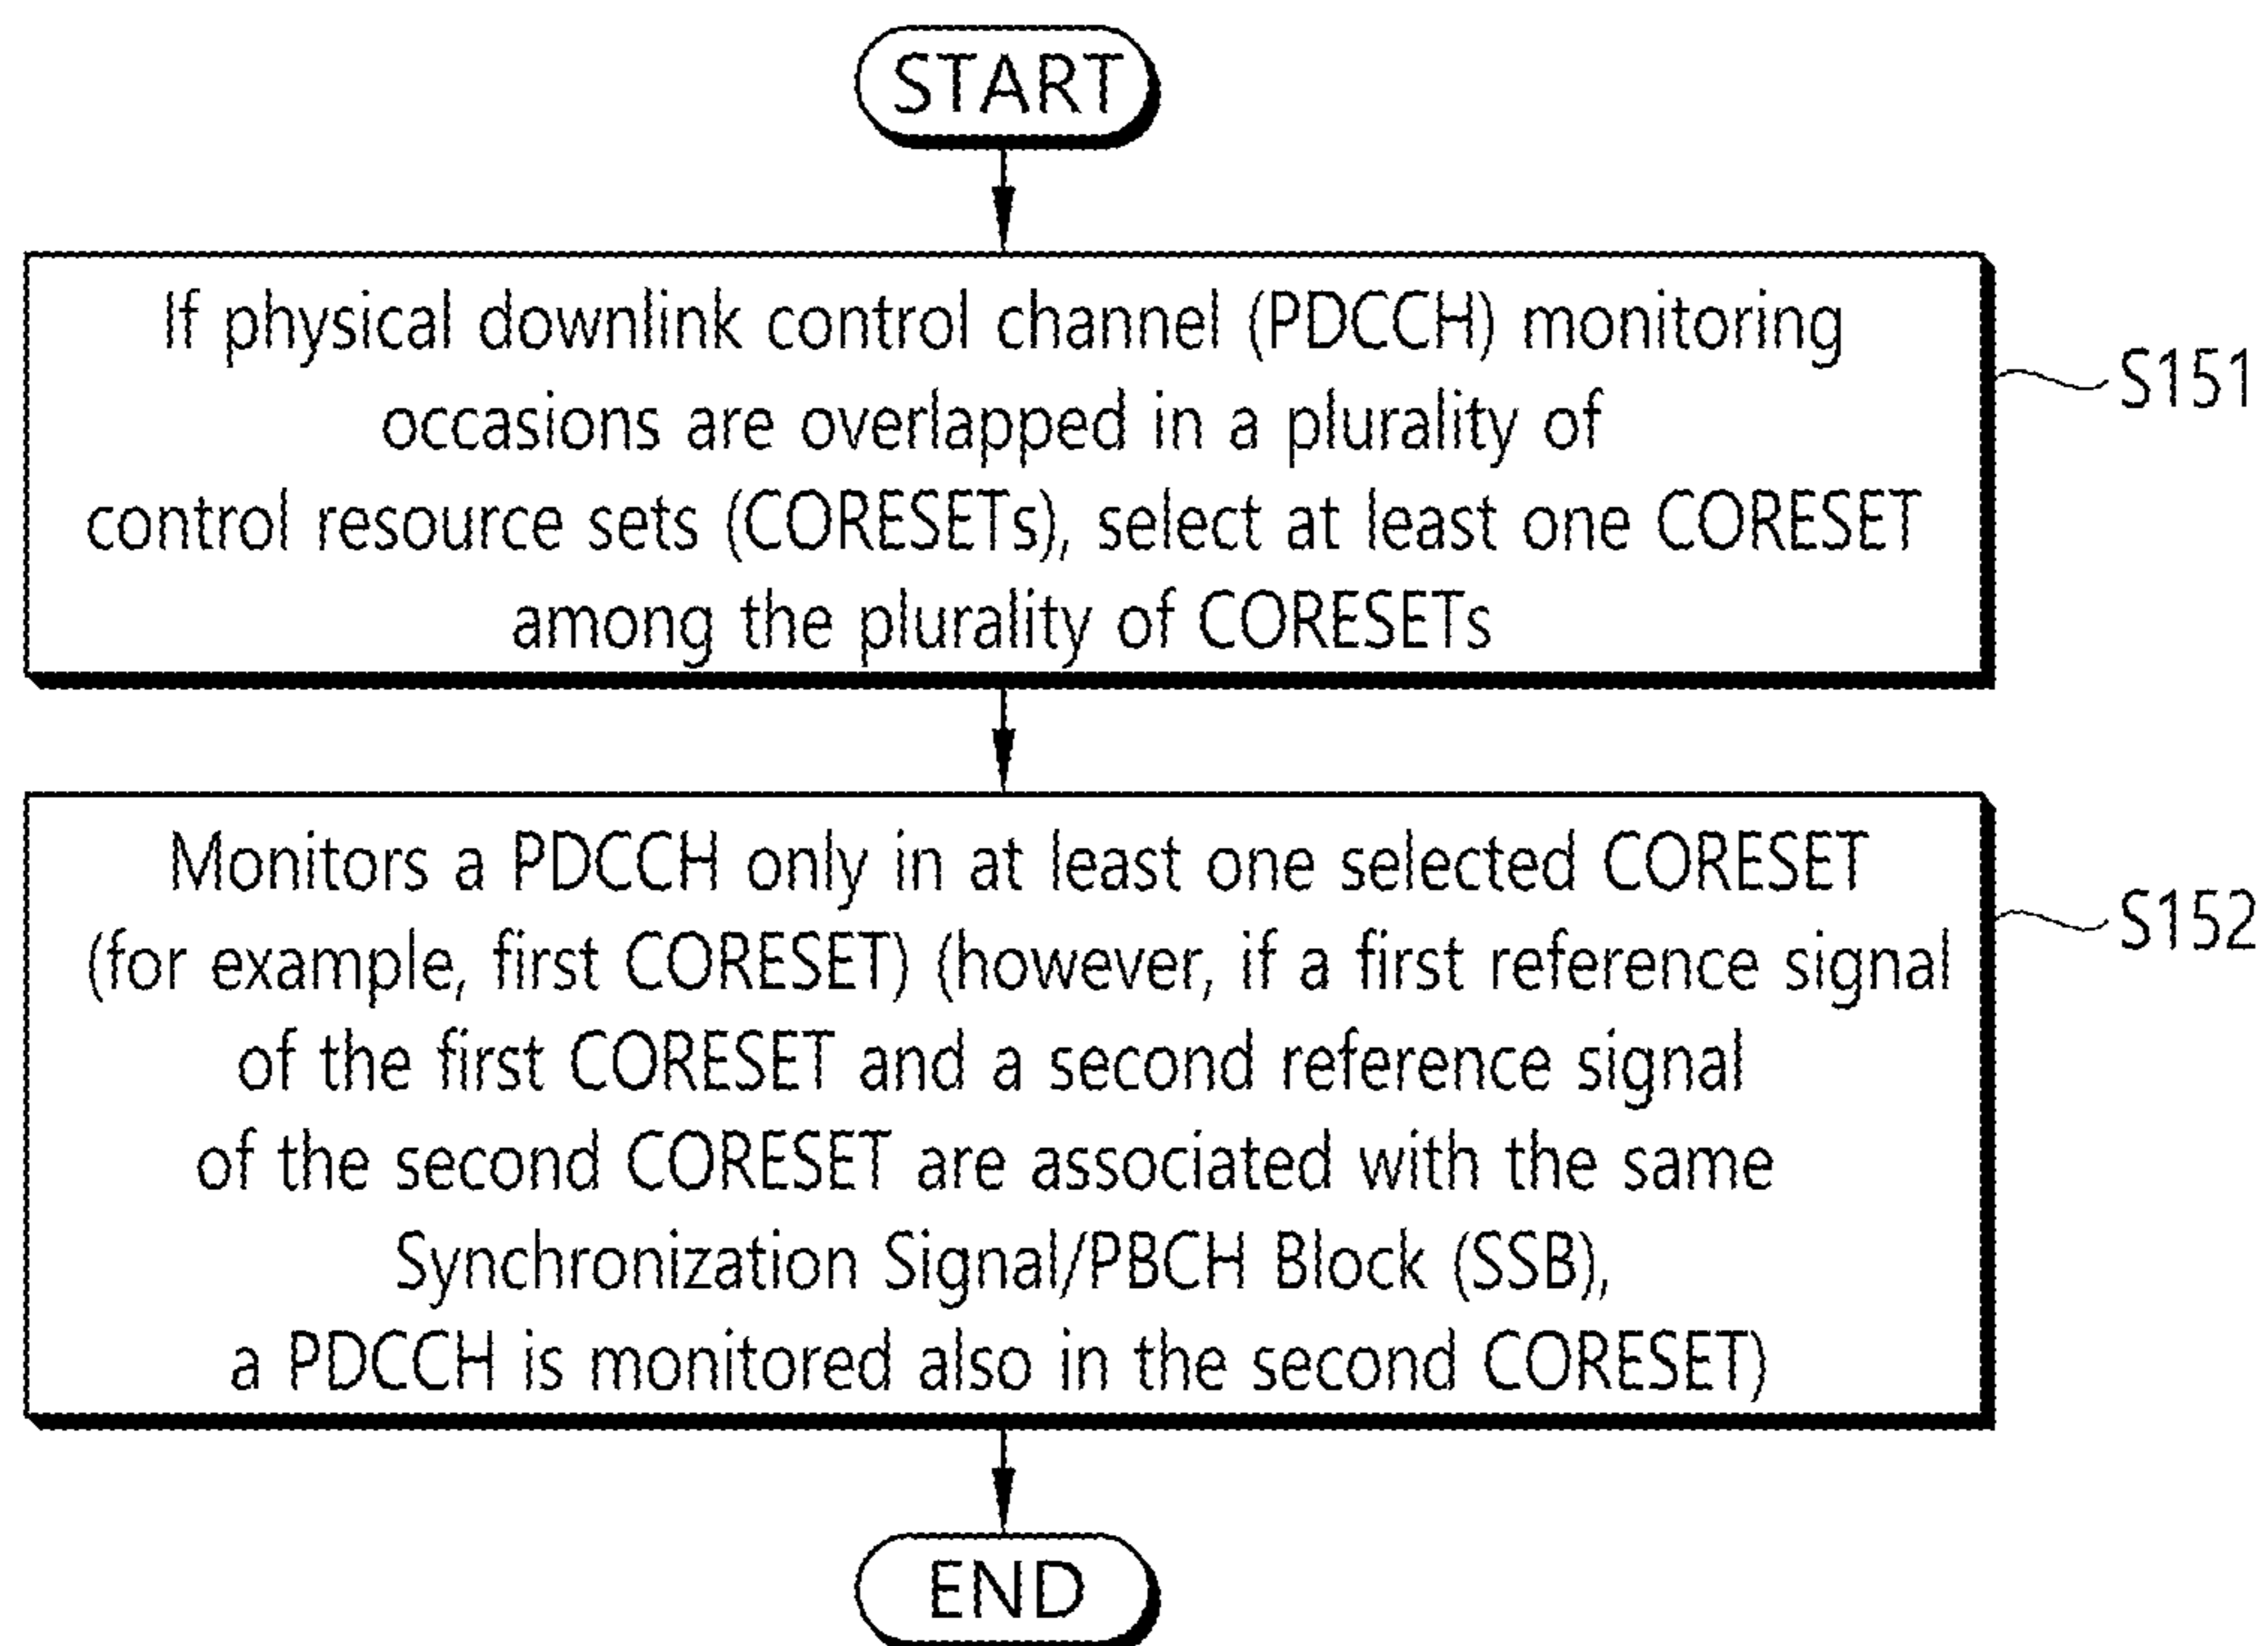 START
If physical downlink control channel (PDCCH) monitoring
occasions are overlapped in a plurality of
control resource sets (CORESETs), select at least one CORESET
among the plurality of CORESETs
S151
Monitors a PDCCH only in at least one selected CORESET
(for example, first CORESET) (however, if a first reference signal
of the first CORESET and a second reference signal
of the second CORESET are associated with the same
Synchronization Signal/PBCH Block (SSB),
a PDCCH is monitored also in the second CORESET)
S152
END